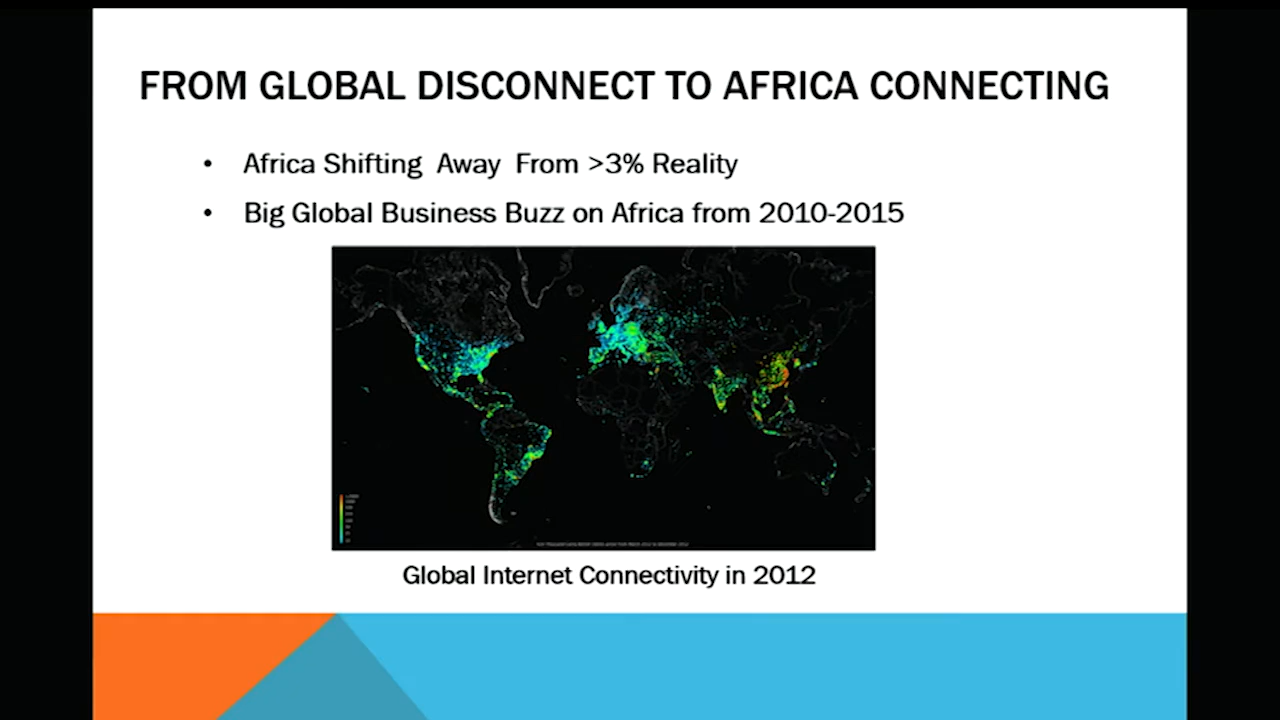 FROM GLOBAL DISCONNECT TO AFRICA CONNECTING
• Africa Shifting Away From >3% Reality
• Big Global Business Buzz on Africa from 2010-2015
Global Internet Connectivity in 2012